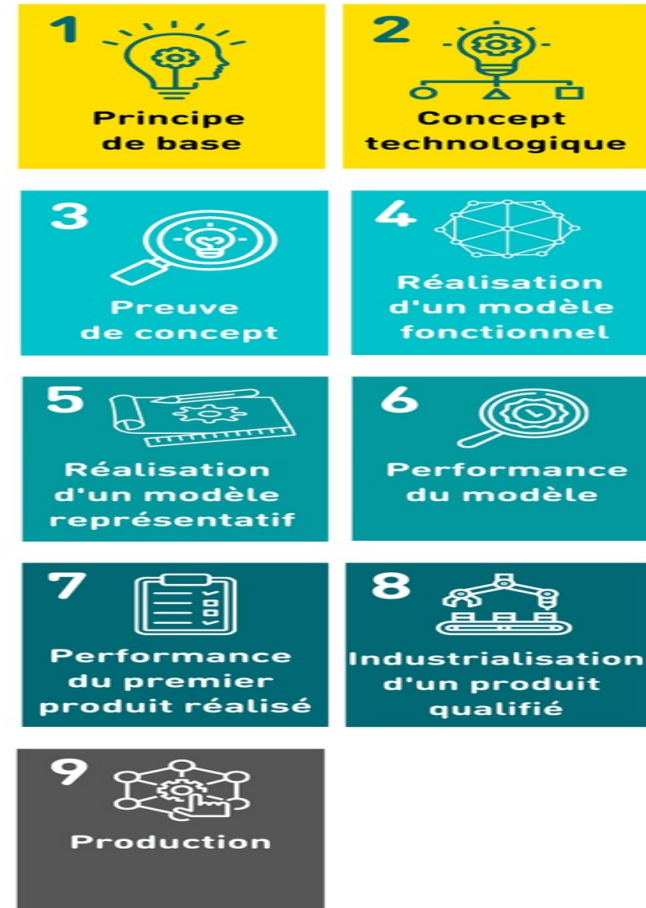 1
Principe
de base
2
Concept
technologique
3
Preuve
de concept
4
Réalisation
d'un modèle
fonctionnel
5
Réalisation
d'un modèle
représentatif
6
Performance
du modèle
7
Performance
du premier
produit réalisé
8
Industrialisation
d'un produit
qualifié
9
Production